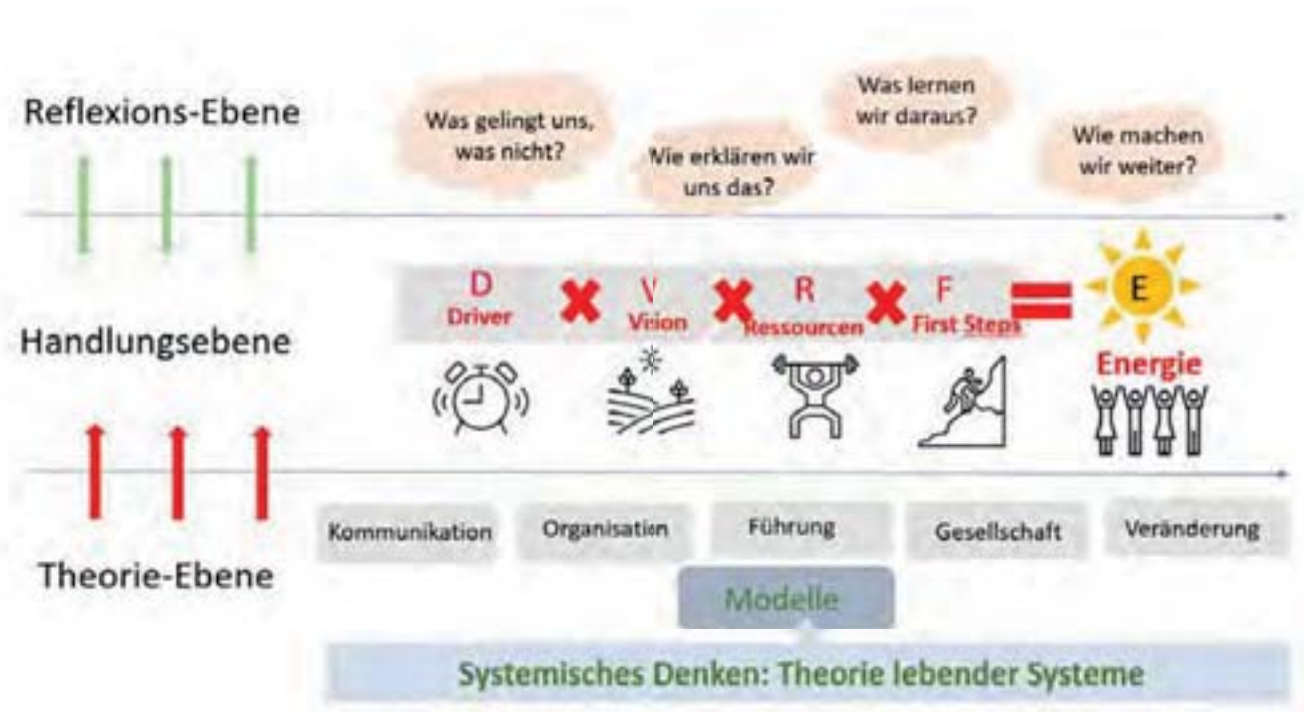 Reflexions-Ebene
Was gelingt uns,
was nicht?
Wie erklären wir
uns das?
Was lernen
wir daraus?
Wie machen
wir weiter?
Handlungsebene
D
Driver
V
Vision
R
Ressourcen
F
First Steps
E
Energie
Theorie-Ebene
Kommunikation
Organisation
Führung
Gesellschaft
Veränderung
Modelle
Systemisches Denken: Theorie lebender Systeme